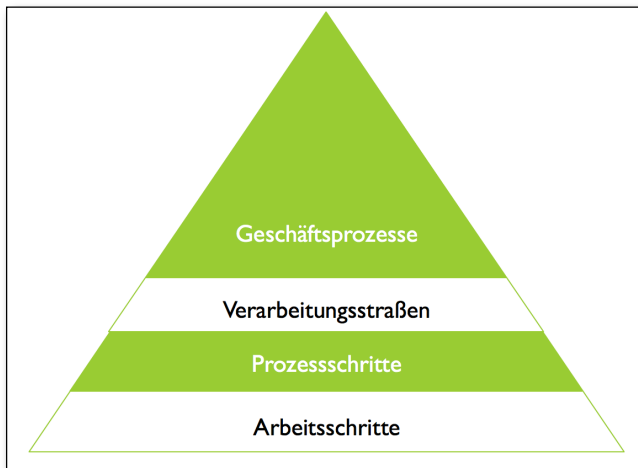 Geschäftsprozesse
Verarbeitungsstraßen
Prozessschritte
Arbeitsschritte